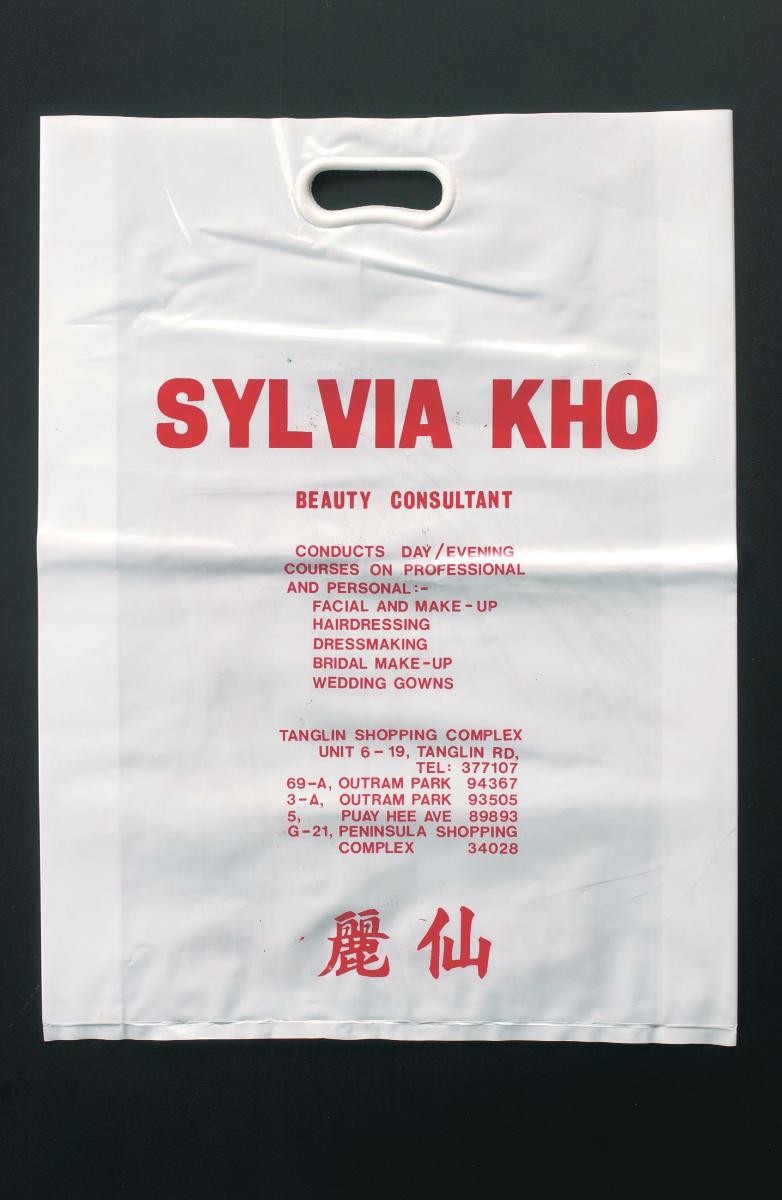 SYLVIA KHO
BEAUTY CONSULTANT
CONDUCTS DAY/EVENING
COURSES ON PROFESSIONAL
AND PERSONAL:-
FACIAL AND MAKE-UP
HAIRDRESSING
DRESSMAKING
BRIDAL MAKE-UP
WEDDING GOWNS
TANGLIN SHOPPING COMPLEX
UNIT 6-19, TANGLIN RD,
TEL: 377107
69-A, OUTRAM PARK 94367
3-A, OUTRAM PARK 93505
5, PUAY HEE AVE 89893
G-21, PENINSULA SHOPPING
COMPLEX 34028
麗仙